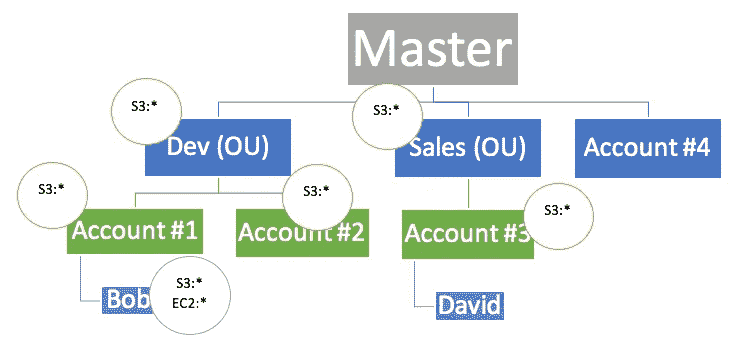 Master
S3:*
S3:*
Dev (OU)
Sales (OU)
Account #4
S3:*
S3:*
S3:*
Account #1
Account #2
Account #3
S3:*
EC2:*
Bob
David